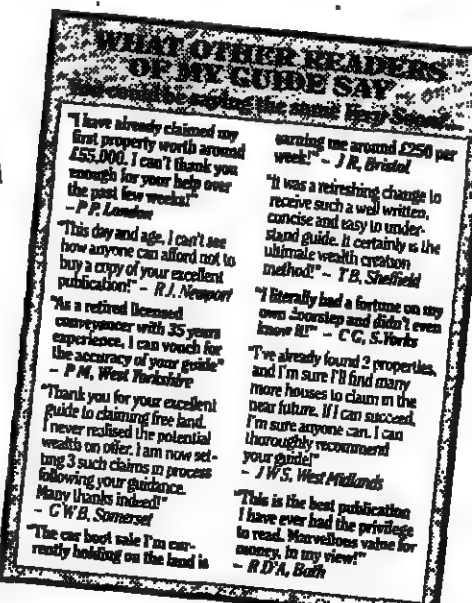 WHAT OTHER READERS
OF MY GUIDE SAY
You could be saying the same Very Soon...
"I have already claimed my
first property worth around
£55,000. I can't thank you
enough for your help over
the past few weeks!"
– P P, London
"This day and age, I can't see
how anyone can afford not to
buy a copy of your excellent
publication!" – R J. Newport
"As a retired licensed
conveyancer with 35 years
experience, I can vouch for
the accuracy of your guide"
– P M, West Yorkshire
"Thank you for your excellent
guide to claiming free land.
I never realised the potential
wealth on offer. I am now set-
ting 3 such claims in process
following your guidance.
Many thanks indeed!"
– G W B, Somerset
"The car boot sale I'm cur-
rently holding on the land is
earning me around £250 per
week!" – J R, Bristol
"It was a refreshing change to
receive such a well written,
concise and easy to under-
stand guide. It certainly is the
ultimate wealth creation
method!" – T B, Sheffield
"I literally had a fortune on my
own doorstep and didn't even
know it!" – C G, S.Yorks
"I've already found 2 properties,
and I'm sure I'll find many
more houses to claim in the
near future. If I can succeed,
I'm sure anyone can. I can
thoroughly recommend
your guide!"
– J W S, West Midlands
"This is the best publication
I have ever had the privilege
to read. Marvellous value for
money, in my view!"
– R D'A, Bath